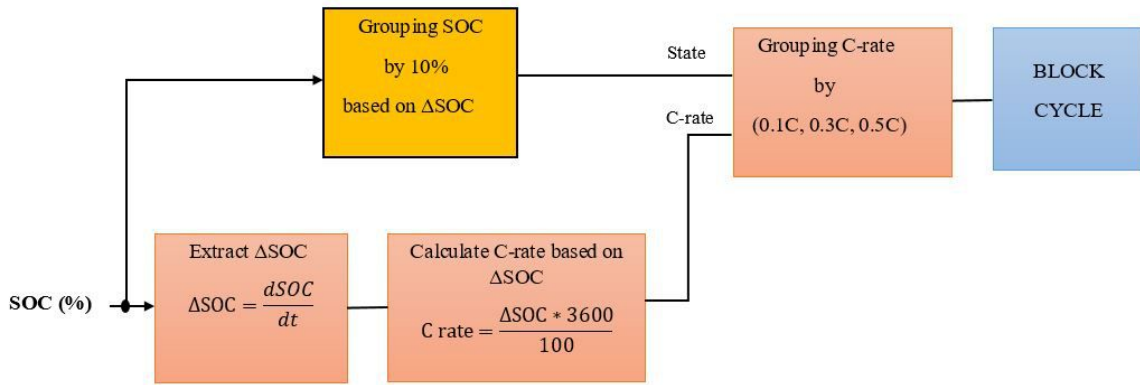 Grouping SOC
by 10%
based on ΔSOC
State
C-rate
Grouping C-rate
by
(0.1C, 0.3C, 0.5C)
BLOCK
CYCLE
SOC (%)
Extract ΔSOC
ΔSOC = dSOC/dt
Calculate C-rate based on
ΔSOC
C rate = ΔSOC * 3600/100